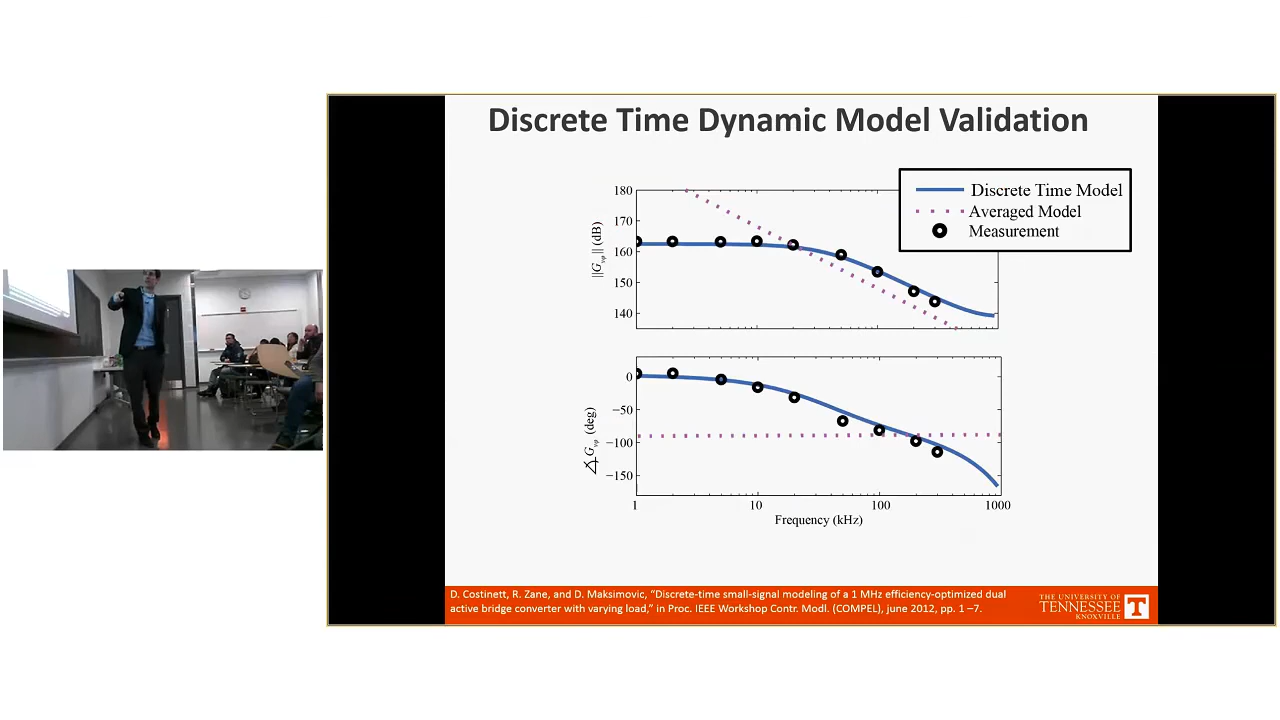 Discrete Time Dynamic Model Validation
Discrete Time Model
Averaged Model
Measurement
180
170
160
150
140
||Gvφ|| (dB)
0
−50
−100
−150
∠Gvφ (deg)
1
10
100
1000
Frequency (kHz)
D. Costinett, R. Zane, and D. Maksimovic, "Discrete-time small-signal modeling of a 1 MHz efficiency-optimized dual
active bridge converter with varying load," in Proc. IEEE Workshop Contr. Modl. (COMPEL), june 2012, pp. 1 –7.
THE UNIVERSITY OF
TENNESSEE
KNOXVILLE
T